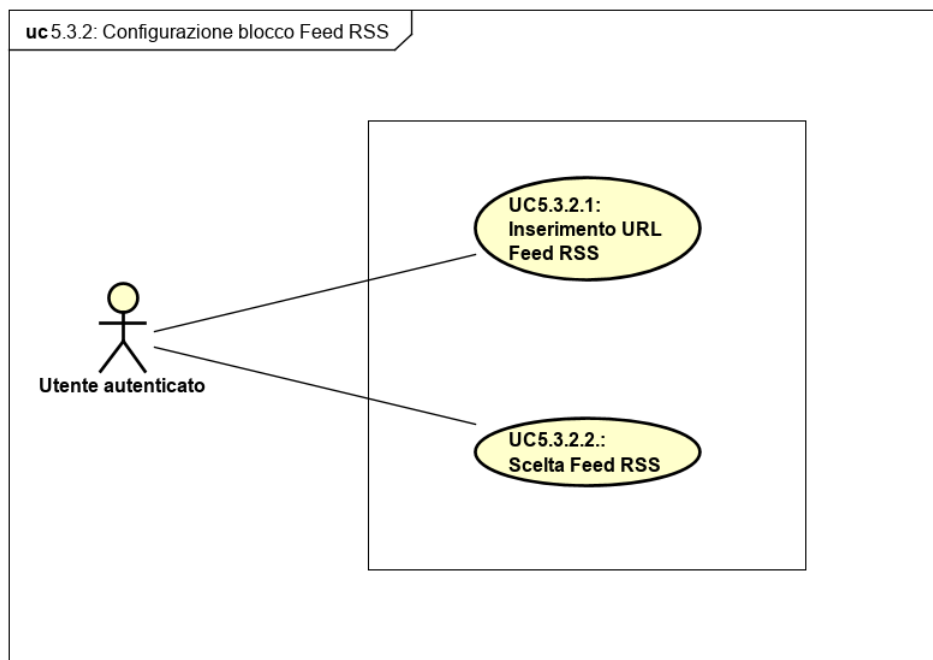 uc 5.3.2: Configurazione blocco Feed RSS
UC5.3.2.1:
Inserimento URL
Feed RSS
Utente autenticato
UC5.3.2.2.:
Scelta Feed RSS